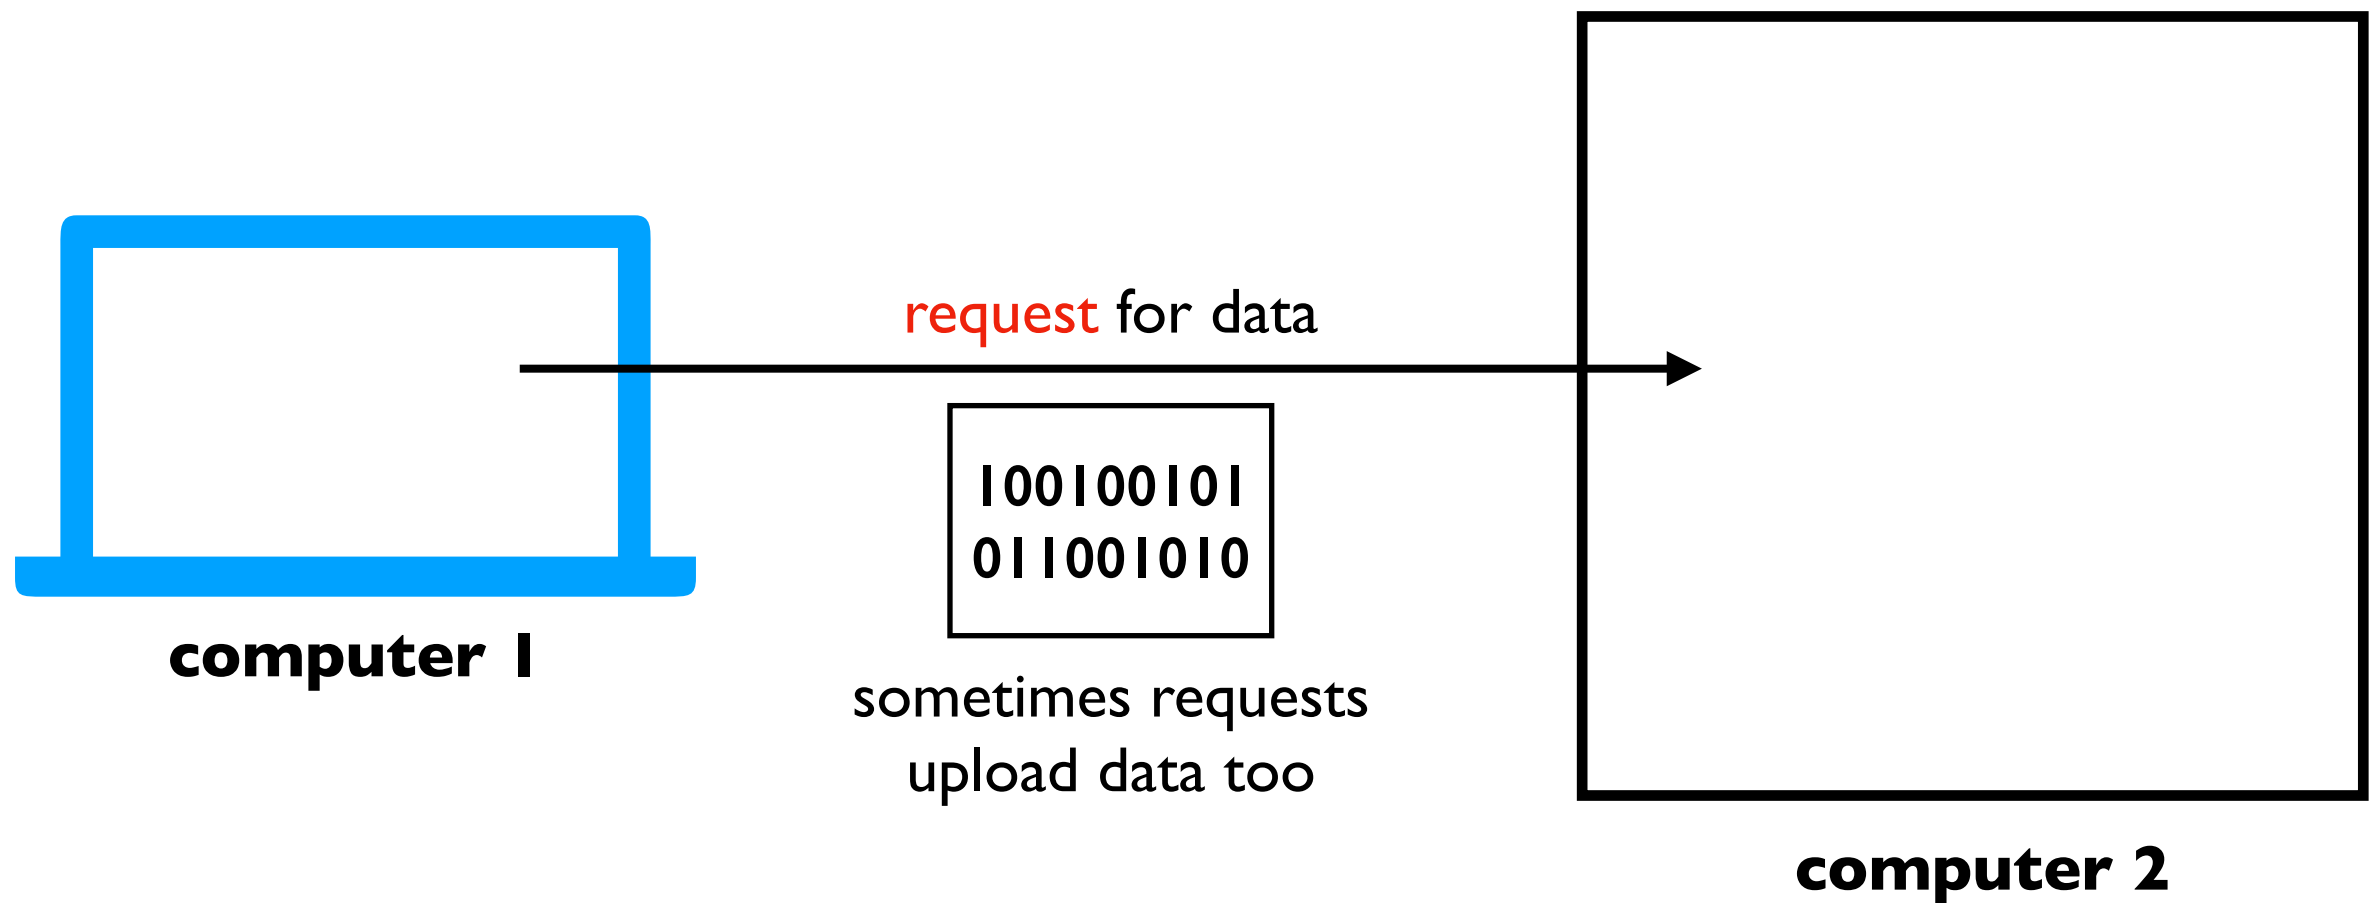 request for data
100100101
011001010
computer 1
sometimes requests
upload data too
computer 2